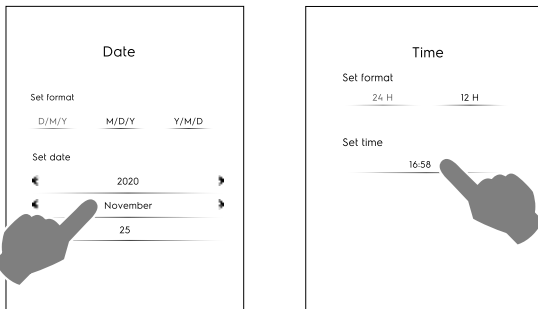 Date
Set format
D/M/Y M/D/Y Y/M/D
Set date
2020
November
25
Time
Set format
24 H 12 H
Set time
16:58